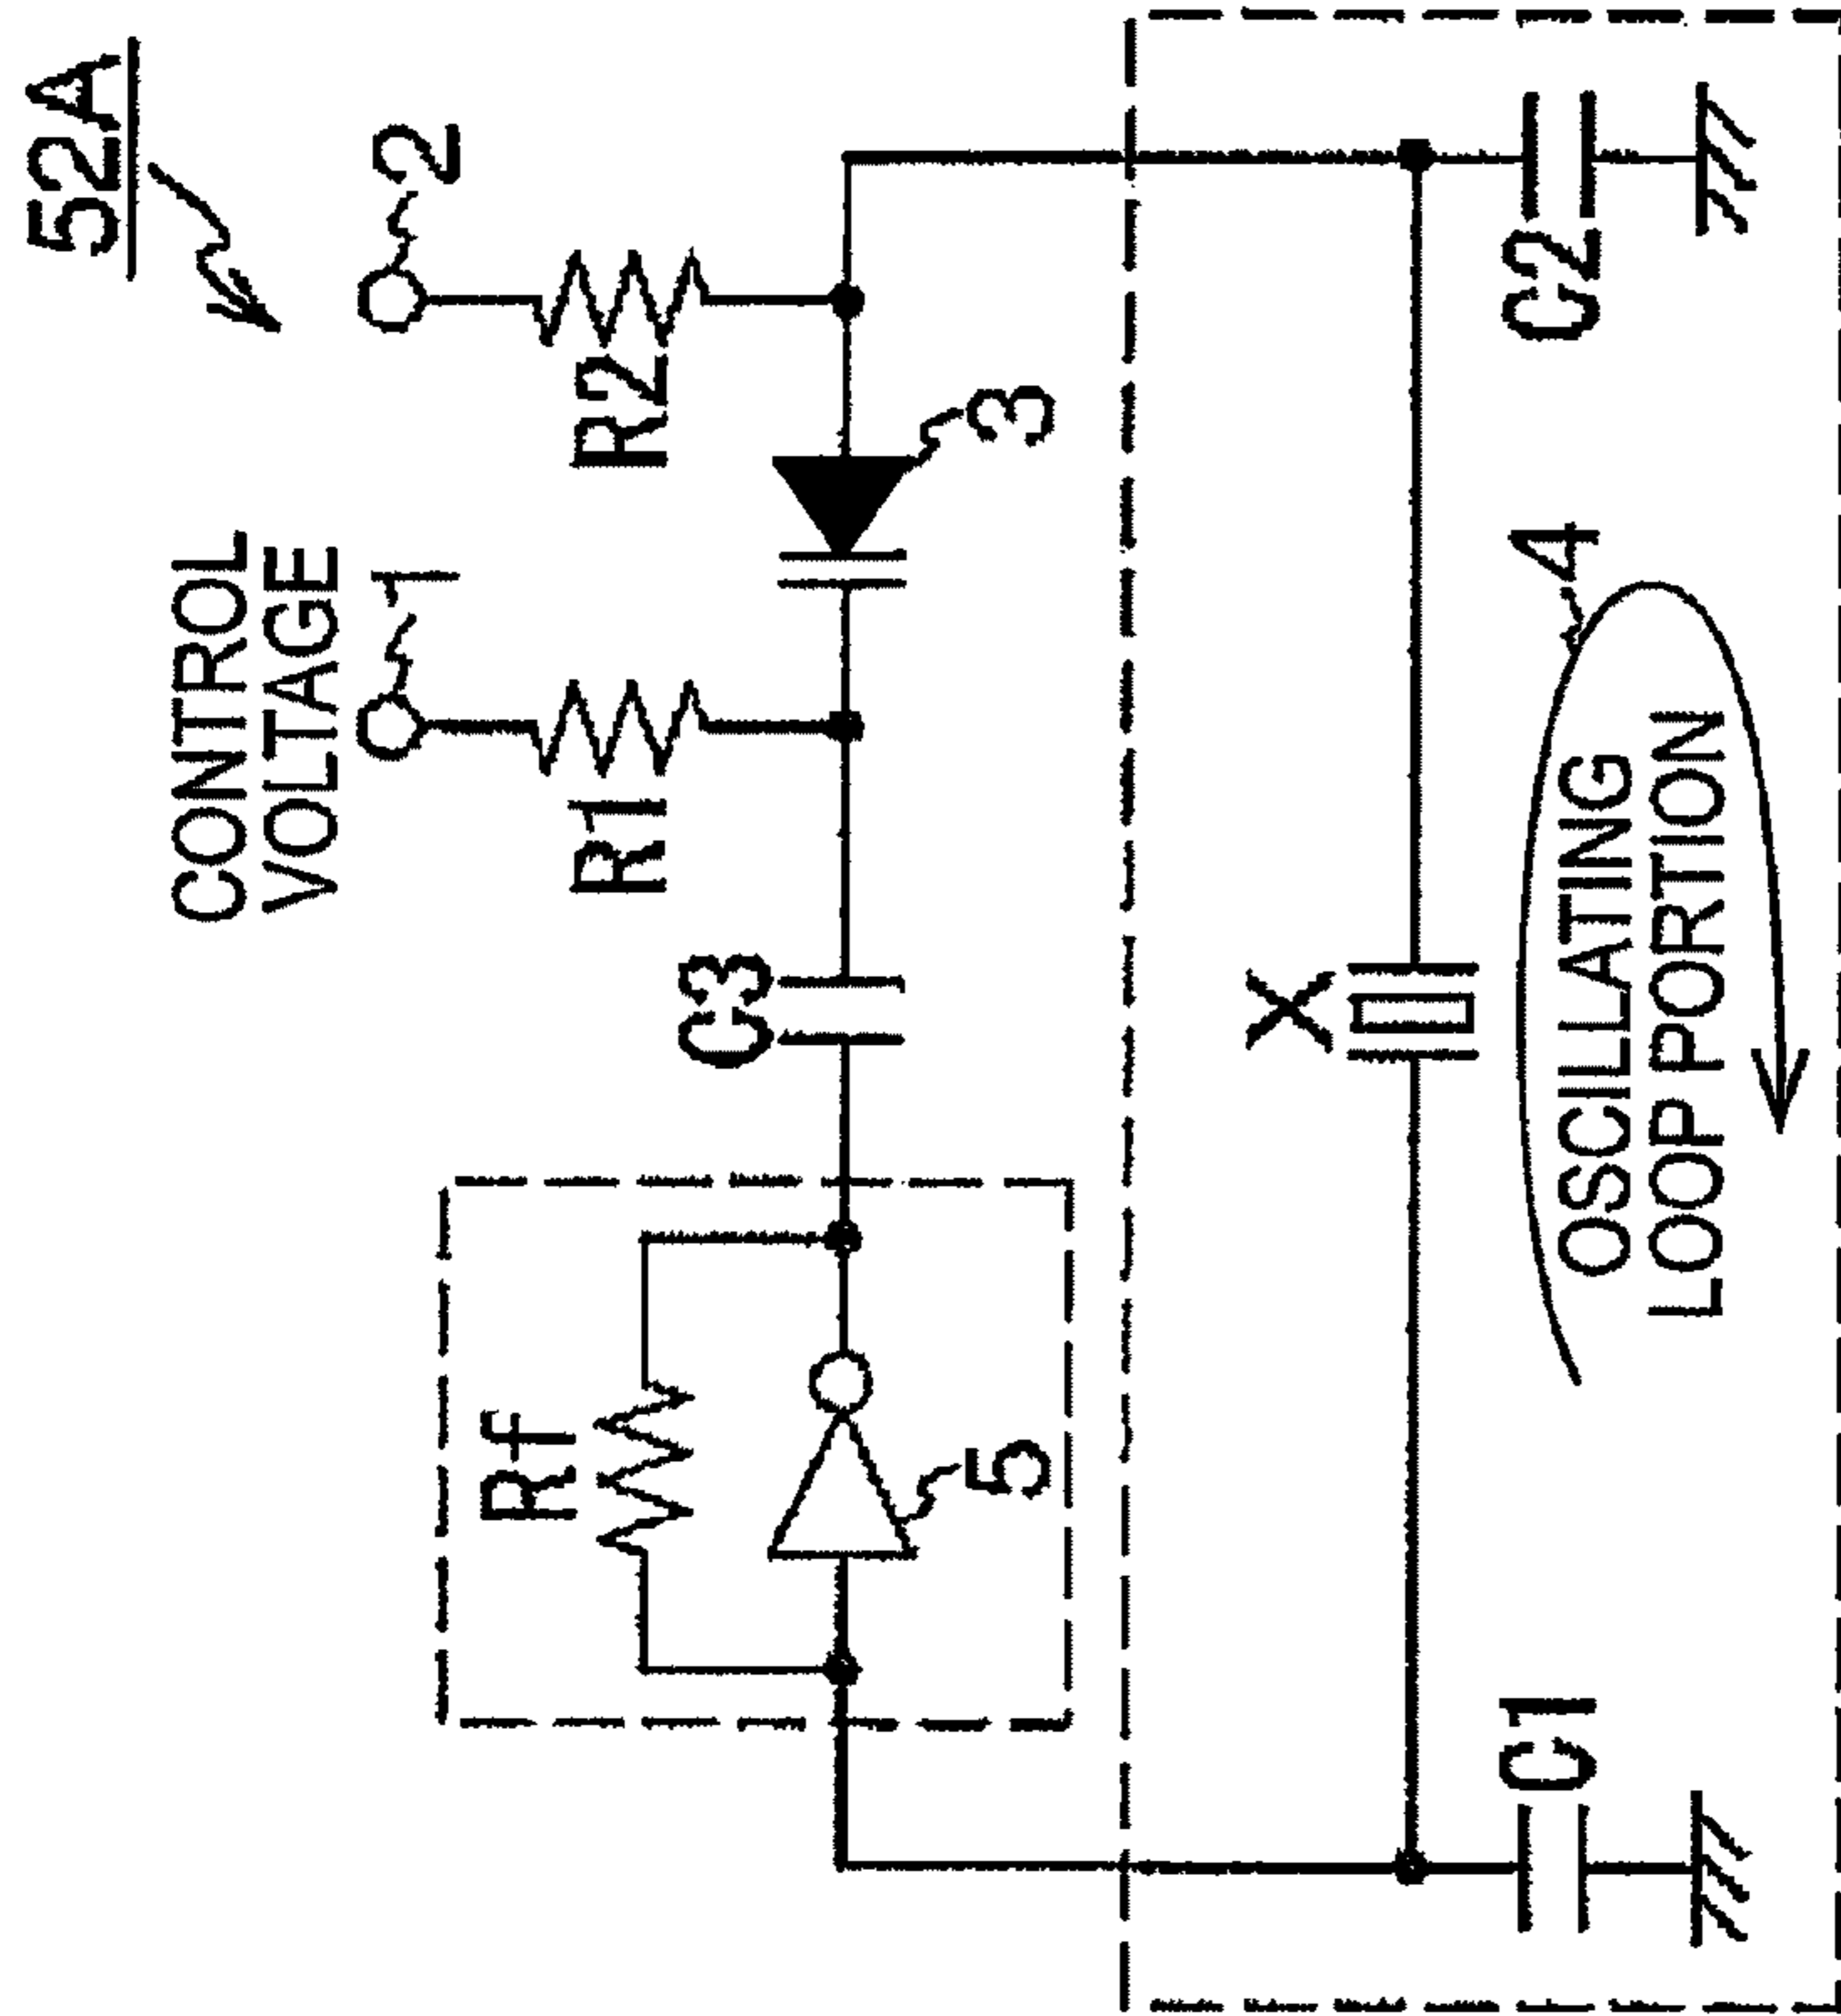 52A
CONTROL
VOLTAGE
1
2
Rf
R1
R2
C3
5
3
X
C1
4
C2
OSCILLATING
LOOP PORTION